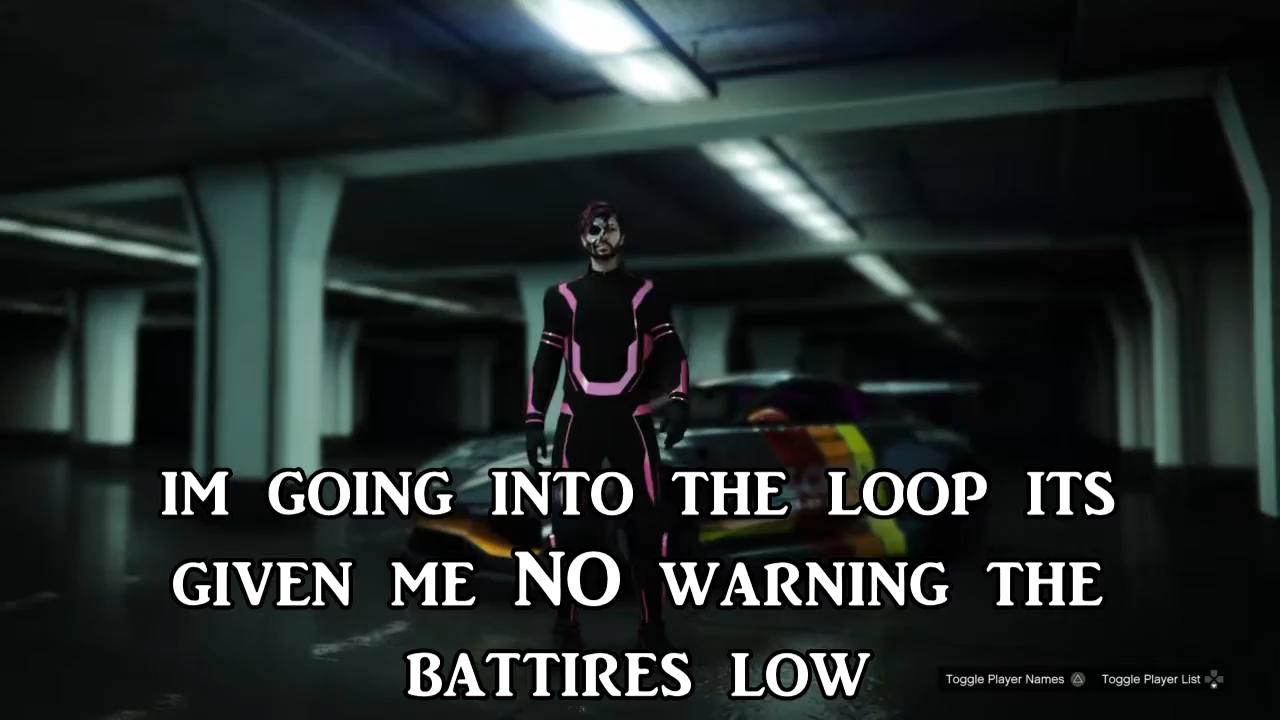 IM GOING INTO THE LOOP ITS
GIVEN ME NO WARNING THE
BATTIRES LOW
Toggle Player Names Toggle Player List